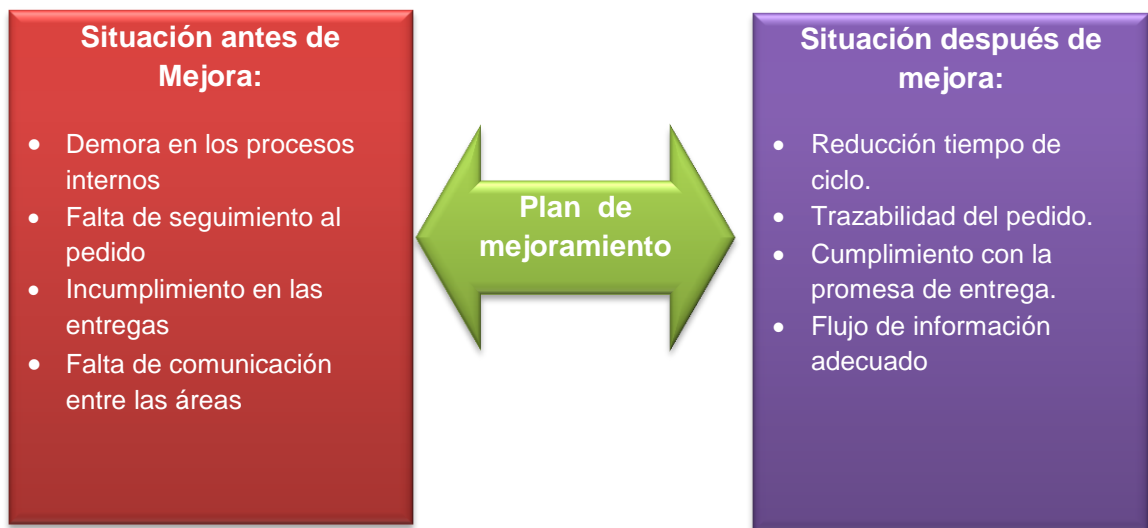 Situación antes de
Mejora:
• Demora en los procesos
internos
• Falta de seguimiento al
pedido
• Incumplimiento en las
entregas
• Falta de comunicación
entre las áreas
Plan de
mejoramiento
Situación después de
mejora:
• Reducción tiempo de
ciclo.
• Trazabilidad del pedido.
• Cumplimiento con la
promesa de entrega.
• Flujo de información
adecuado